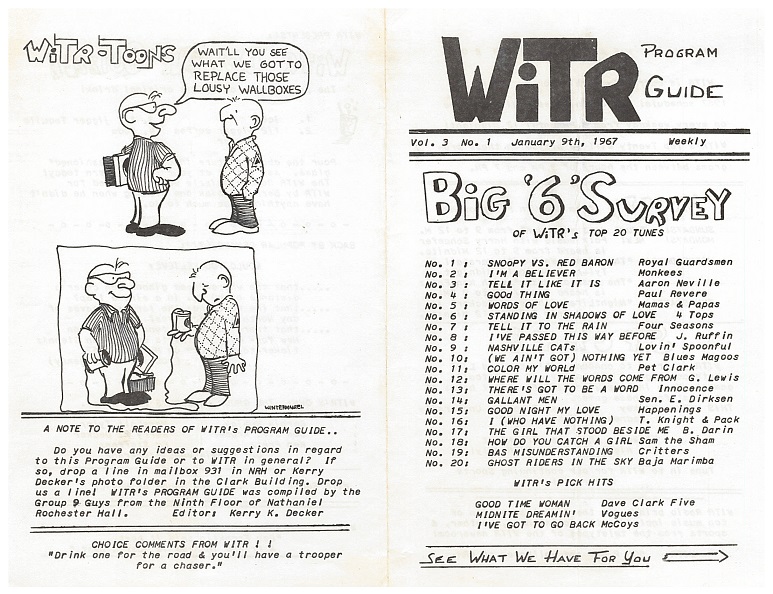 WiTR-Toons
WAIT'LL YOU SEE
WHAT WE GOT TO
REPLACE THOSE
LOUSY WALLBOXES
WINTERHALEL
A NOTE TO THE READERS OF WITR's PROGRAM GUIDE..
Do you have any ideas or suggestions in regard
to this Program Guide or to WITR in general? If
so, drop a line in mailbox 931 in NRH or Kerry
Decker's photo folder in the Clark Building. Drop
us a line! WITR's PROGRAM GUIDE was compiled by the
Group 9 Guys from the Ninth Floor of Nathaniel
Rochester Hall. Editor: Kerry K. Decker
CHOICE COMMENTS FROM WITR ! !
"Drink one for the road & you'll have a trooper
for a chaser."
WiTR PROGRAM
GUIDE
Vol. 3 No. 1 January 9th, 1967 Weekly
BiG '6' SURVEY
OF WiTR's TOP 20 TUNES
No. 1 : SNOoPY VS. RED BARON Royal Guardsmen
No. 2 : I'M A BELIEVER Monkees
No. 3 : TELL IT LIKE IT IS Aaron Neville
No. 4 : GOOd THING Paul Revere
No. 5 : WORDS OF LOVE Mamas & Papas
No. 6 : STANDING IN SHADOWS OF LOVE 4 Tops
No. 7 : TELL IT TO THE RAIN Four Seasons
No. 8 : I'VE PASSED THIS WAY BEFORE J. Ruffin
No. 9 : NASHVILLE CATs Lovin' Spoonful
No. 10: (WE AIN'T GOT) NOTHING YET Blues Magoos
No. 11: COLOR MY WORLd Pet Clark
No. 12: WHERE WILL THE WORDS COME FROM G. Lewis
No. 13: THERE'S GOT TO BE A WORD Innocence
No. 14: GALLANT MEN Sen. E. Dirksen
No. 15: GOOD NIGHT MY LOVE Happenings
No. 16: I (WHO HAVE NOTHING) T. Knight & Pack
No. 17: THE GIRL THAT STOOD BESIDE ME B. Darin
No. 18: HOW DO YOU CATCH A GIRL Sam the Sham
No. 19: BAS MISUNDERSTANDING Critters
No. 20: GHOST RIDERS IN THE SKY Baja Marimba
WITR's PICK HITS
GOOD TIME WOMAN Dave Clark Five
MIDNITE DREAMIN' Vogues
I'VE GOT TO GO BACK McCoys
SEE WHAT WE HAVE FOR YOU